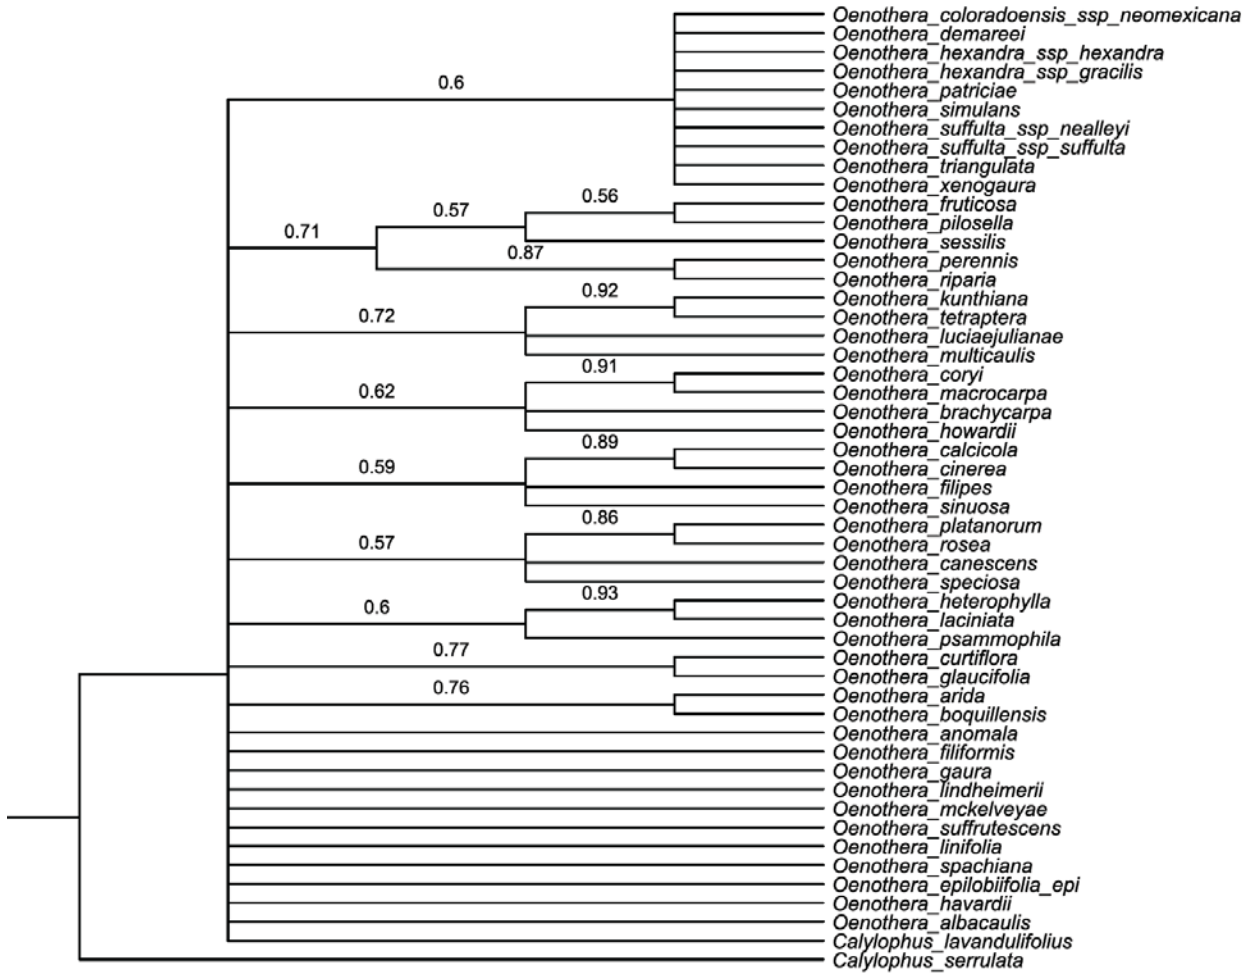 Oenothera_coloradoensis_ssp_neomexicana
Oenothera_demareei
Oenothera_hexandra_ssp_hexandra
Oenothera_hexandra_ssp_gracilis
0.6
Oenothera_patriciae
Oenothera_simulans
Oenothera_suffulta_ssp_nealleyi
Oenothera_suffulta_ssp_suffulta
Oenothera_triangulata
Oenothera_xenogaura
0.56
Oenothera_fruticosa
0.57
Oenothera_pilosella
0.71
Oenothera_sessilis
0.87
Oenothera_perennis
Oenothera_riparia
0.92
Oenothera_kunthiana
0.72
Oenothera_tetraptera
Oenothera_luciaejulianae
Oenothera_multicaulis
0.91
Oenothera_coryi
0.62
Oenothera_macrocarpa
Oenothera_brachycarpa
Oenothera_howardii
0.89
Oenothera_calcicola
0.59
Oenothera_cinerea
Oenothera_filipes
Oenothera_sinuosa
0.86
Oenothera_platanorum
0.57
Oenothera_rosea
Oenothera_canescens
Oenothera_speciosa
0.93
Oenothera_heterophylla
0.6
Oenothera_laciniata
Oenothera_psammophila
0.77
Oenothera_curtiflora
Oenothera_glaucifolia
0.76
Oenothera_arida
Oenothera_boquillensis
Oenothera_anomala
Oenothera_filiformis
Oenothera_gaura
Oenothera_lindheimerii
Oenothera_mckelveyae
Oenothera_suffrutescens
Oenothera_linifolia
Oenothera_spachiana
Oenothera_epilobiifolia_epi
Oenothera_havardii
Oenothera_albacaulis
Calylophus_lavandulifolius
Calylophus_serrulata